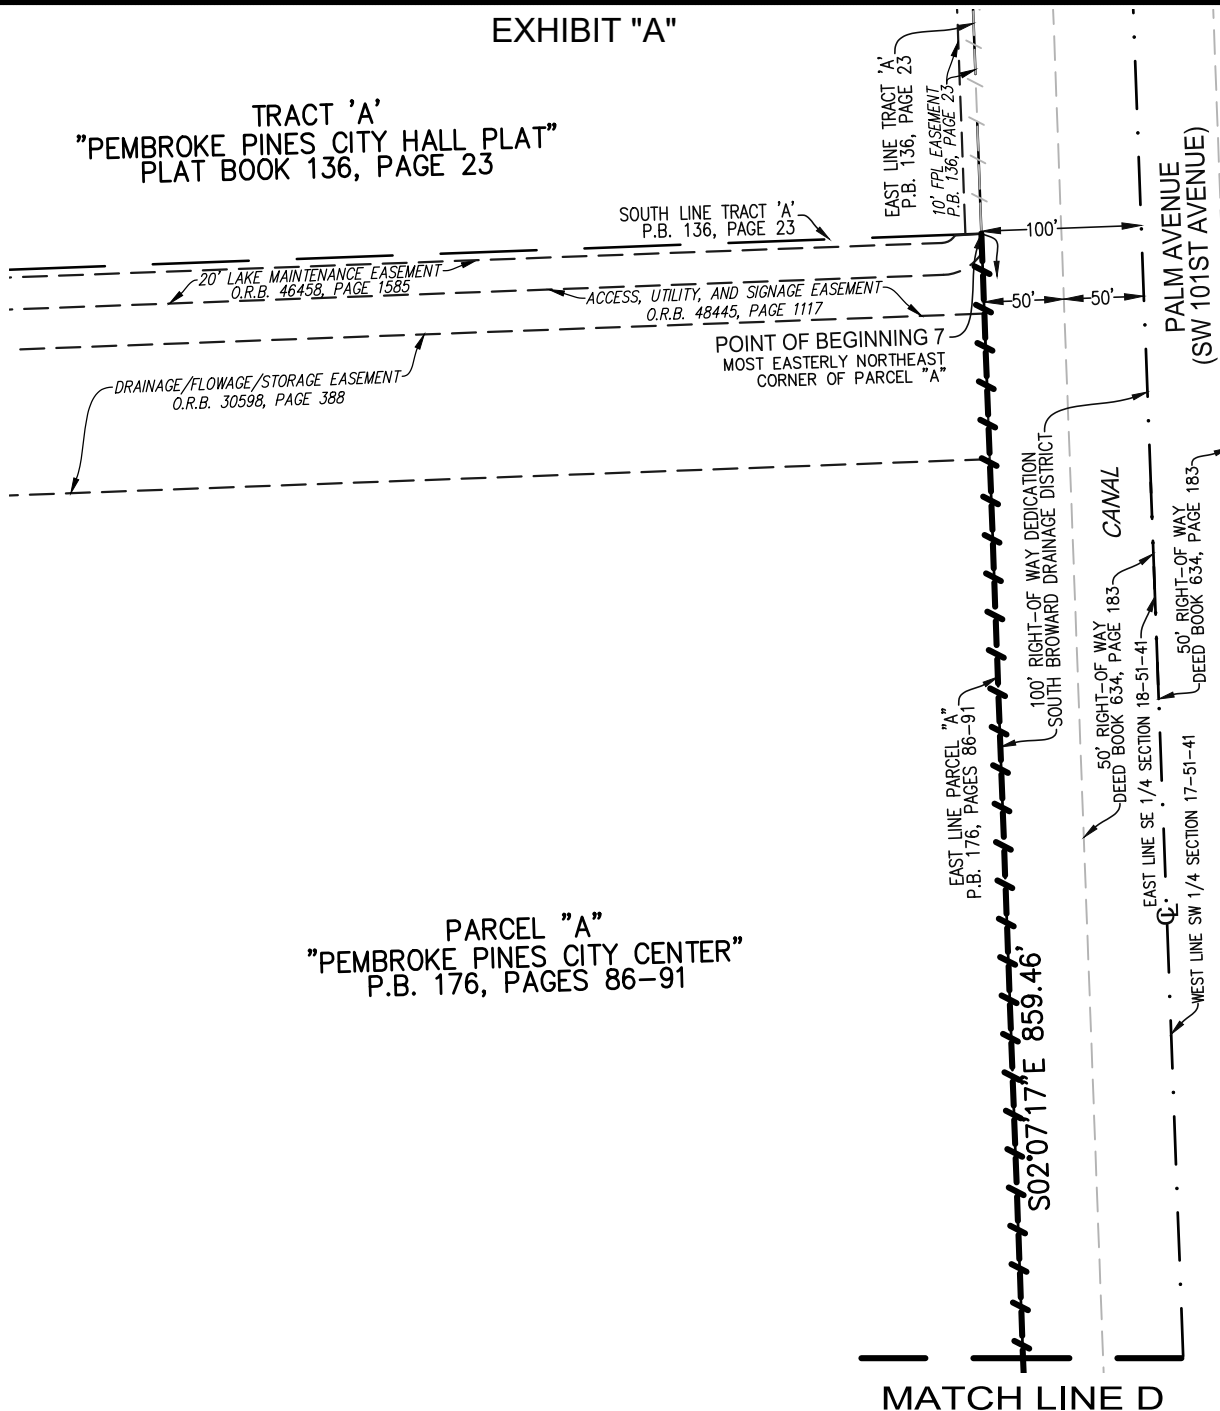 EXHIBIT "A"
TRACT 'A'
"PEMBROKE PINES CITY HALL PLAT"
PLAT BOOK 136, PAGE 23
EAST LINE TRACT 'A'
P.B. 136, PAGE 23
10' FPL EASEMENT
P.B. 136, PAGE 23
SOUTH LINE TRACT 'A'
P.B. 136, PAGE 23
100'
PALM AVENUE
(SW 101ST AVENUE)
20' LAKE MAINTENANCE EASEMENT
O.R.B. 46458, PAGE 1585
ACCESS, UTILITY, AND SIGNAGE EASEMENT
O.R.B. 48445, PAGE 1117
50'
50'
POINT OF BEGINNING 7
MOST EASTERLY NORTHEAST
CORNER OF PARCEL "A"
DRAINAGE/FLOWAGE/STORAGE EASEMENT
O.R.B. 30598, PAGE 388
100' RIGHT-OF WAY DEDICATION
SOUTH BROWARD DRAINAGE DISTRICT
CANAL
50' RIGHT-OF WAY
DEED BOOK 634, PAGE 183
50' RIGHT-OF WAY
DEED BOOK 634, PAGE 183
EAST LINE SE 1/4 SECTION 18-51-41
WEST LINE SW 1/4 SECTION 17-51-41
EAST LINE PARCEL "A"
P.B. 176, PAGES 86-91
CL
PARCEL "A"
"PEMBROKE PINES CITY CENTER"
P.B. 176, PAGES 86-91
S02°07'17"E 859.46'
MATCH LINE D